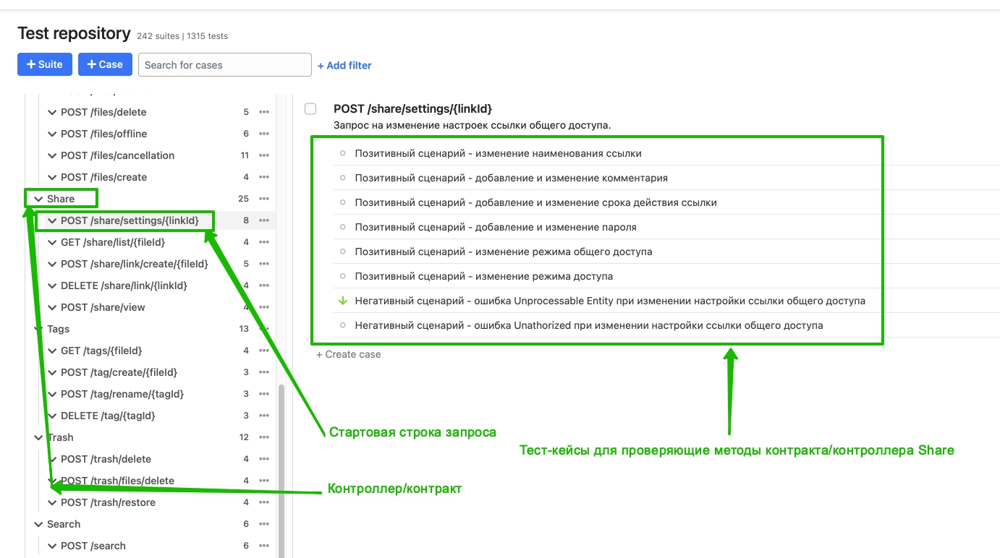 Test repository 242 suites | 1315 tests
+ Suite
+ Case
Search for cases
+ Add filter
POST /files/delete 5
POST /files/offline 6
POST /files/cancellation 11
POST /files/create 4
Share 25
POST /share/settings/{linkId} 8
GET /share/list/{fileId} 4
POST /share/link/create/{fileId} 5
DELETE /share/link/{linkId} 4
POST /share/view 4
Tags 13
GET /tags/{fileId} 4
POST /tag/create/{fileId} 3
POST /tag/rename/{tagId} 3
DELETE /tag/{tagId} 3
Trash 12
POST /trash/delete 4
POST /trash/files/delete 4
POST /trash/restore 4
Search 6
POST /search 6
POST /share/settings/{linkId}
Запрос на изменение настроек ссылки общего доступа.
Позитивный сценарий - изменение наименования ссылки
Позитивный сценарий - добавление и изменение комментария
Позитивный сценарий - добавление и изменение срока действия ссылки
Позитивный сценарий - добавление и изменение пароля
Позитивный сценарий - изменение режима общего доступа
Позитивный сценарий - изменение режима доступа
Негативный сценарий - ошибка Unprocessable Entity при изменении настройки ссылки общего доступа
Негативный сценарий - ошибка Unathorized при изменении настройки ссылки общего доступа
+ Create case
Стартовая строка запроса
Тест-кейсы для проверяющие методы контракта/контроллера Share
Контроллер/контракт